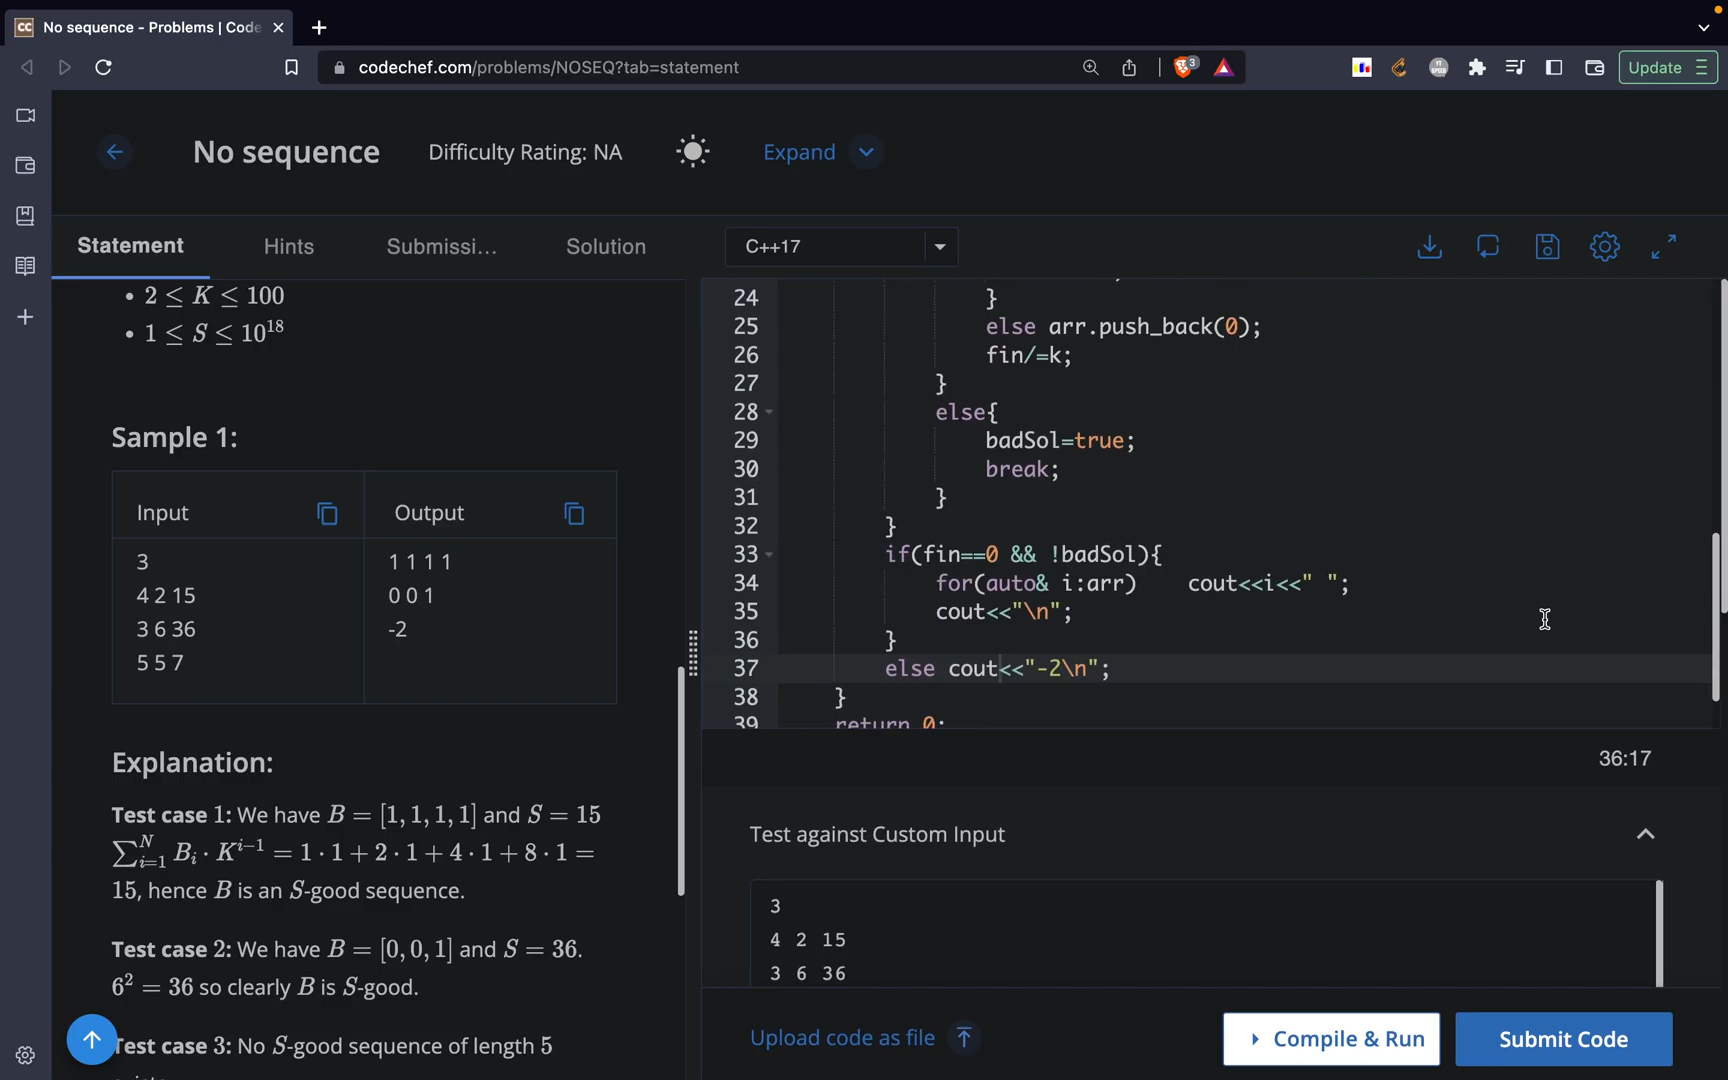 No sequence - Problems | Code
codechef.com/problems/NOSEQ?tab=statement
3
Update
No sequence
Difficulty Rating: NA
Expand
Statement
Hints
Submissi...
Solution
C++17
• 2 ≤ K ≤ 100
• 1 ≤ S ≤ 10^18
Sample 1:
Input
Output
3
4 2 15
3 6 36
5 5 7
1 1 1 1
0 0 1
-2
Explanation:
Test case 1: We have B = [1, 1, 1, 1] and S = 15
∑_{i=1}^{N} B_i · K^{i−1} = 1 · 1 + 2 · 1 + 4 · 1 + 8 · 1 =
15, hence B is an S-good sequence.
Test case 2: We have B = [0, 0, 1] and S = 36.
6^2 = 36 so clearly B is S-good.
Test case 3: No S-good sequence of length 5
24 }
25 else arr.push_back(0);
26 fin/=k;
27 }
28 else{
29 badSol=true;
30 break;
31 }
32 }
33 if(fin==0 && !badSol){
34 for(auto& i:arr) cout<<i<<" ";
35 cout<<"\n";
36 }
37 else cout<<"-2\n";
38 }
39 return 0;
36:17
Test against Custom Input
3
4 2 15
3 6 36
Upload code as file
Compile & Run
Submit Code